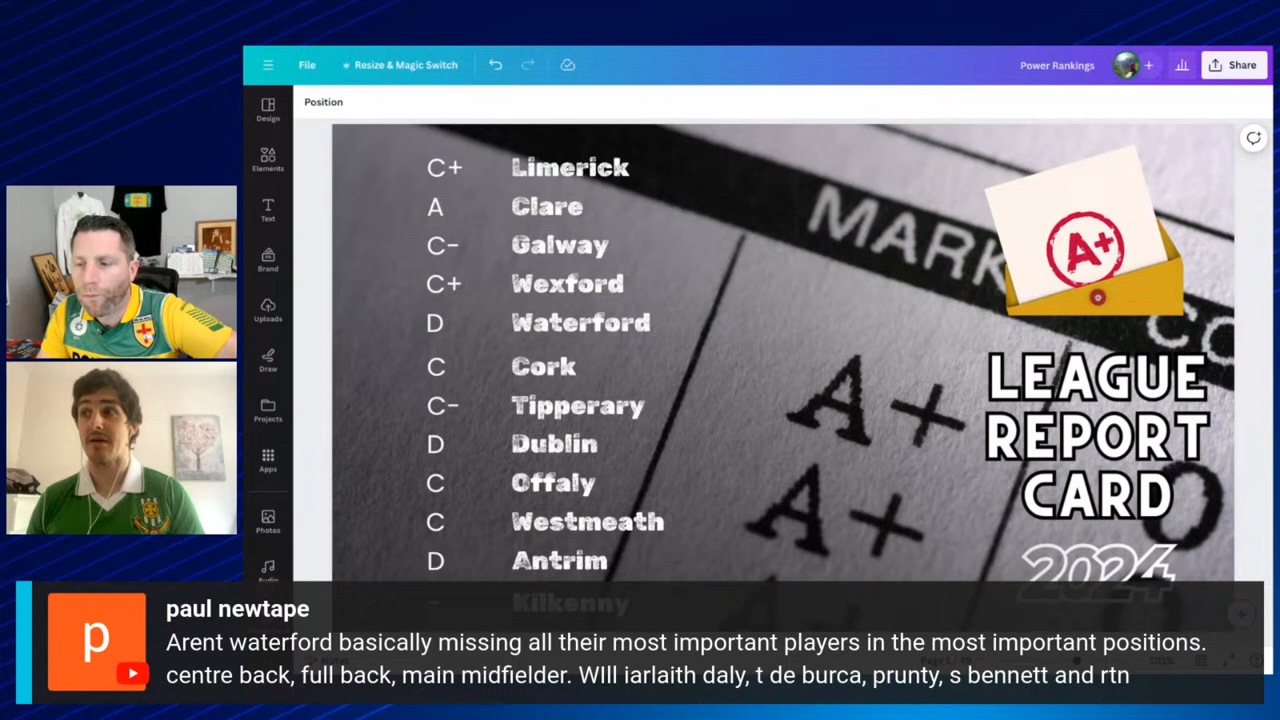 File
Resize & Magic Switch
Power Rankings
Share
Position
Design
Elements
Text
Brand
Uploads
Draw
Projects
Apps
Photos
Audio
C+ Limerick
A Clare
C- Galway
C+ Wexford
D Waterford
C Cork
C- Tipperary
D Dublin
C Offaly
C Westmeath
D Antrim
- Kilkenny
MARK
CO
A+
A+
A+
LEAGUE
REPORT
CARD
2024
p
paul newtape
Arent waterford basically missing all their most important players in the most important positions.
centre back, full back, main midfielder. WIll iarlaith daly, t de burca, prunty, s bennett and rtn